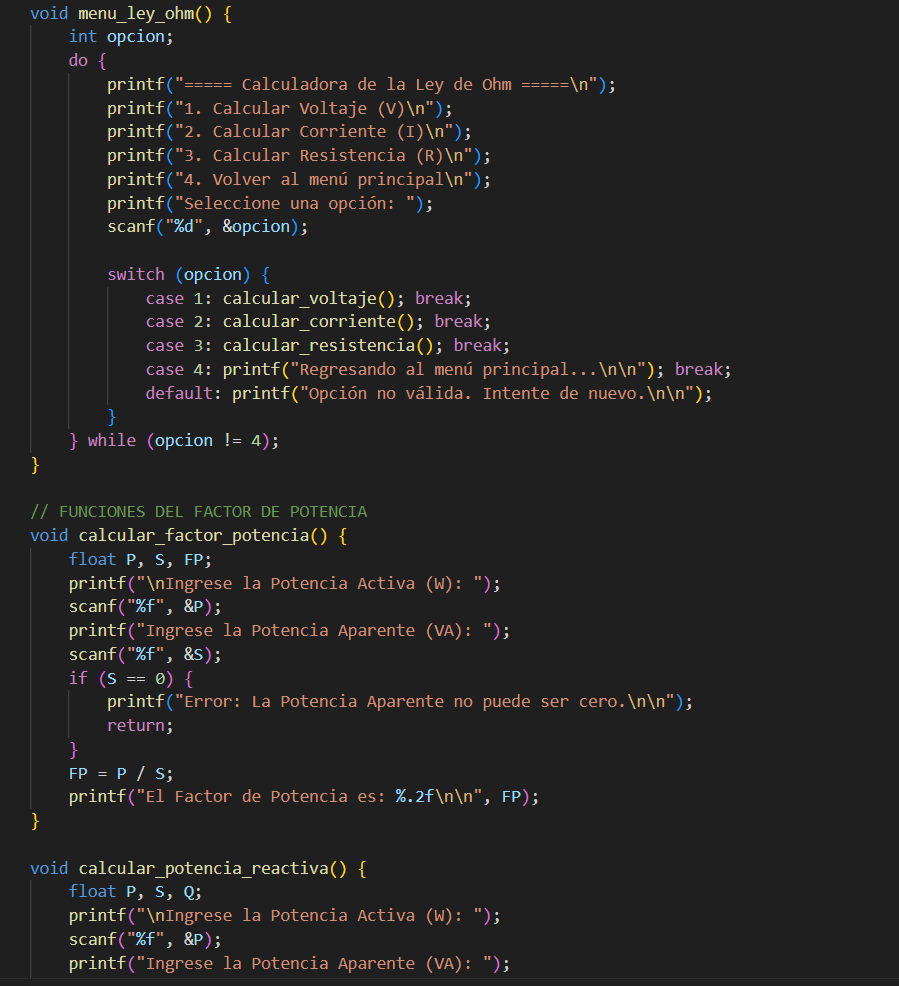 void menu_ley_ohm() {
    int opcion;
    do {
        printf("===== Calculadora de la Ley de Ohm =====\n");
        printf("1. Calcular Voltaje (V)\n");
        printf("2. Calcular Corriente (I)\n");
        printf("3. Calcular Resistencia (R)\n");
        printf("4. Volver al menú principal\n");
        printf("Seleccione una opción: ");
        scanf("%d", &opcion);

        switch (opcion) {
            case 1: calcular_voltaje(); break;
            case 2: calcular_corriente(); break;
            case 3: calcular_resistencia(); break;
            case 4: printf("Regresando al menú principal...\n\n"); break;
            default: printf("Opción no válida. Intente de nuevo.\n\n");
        }
    } while (opcion != 4);
}

// FUNCIONES DEL FACTOR DE POTENCIA
void calcular_factor_potencia() {
    float P, S, FP;
    printf("\nIngrese la Potencia Activa (W): ");
    scanf("%f", &P);
    printf("Ingrese la Potencia Aparente (VA): ");
    scanf("%f", &S);
    if (S == 0) {
        printf("Error: La Potencia Aparente no puede ser cero.\n\n");
        return;
    }
    FP = P / S;
    printf("El Factor de Potencia es: %.2f\n\n", FP);
}

void calcular_potencia_reactiva() {
    float P, S, Q;
    printf("\nIngrese la Potencia Activa (W): ");
    scanf("%f", &P);
    printf("Ingrese la Potencia Aparente (VA): ");